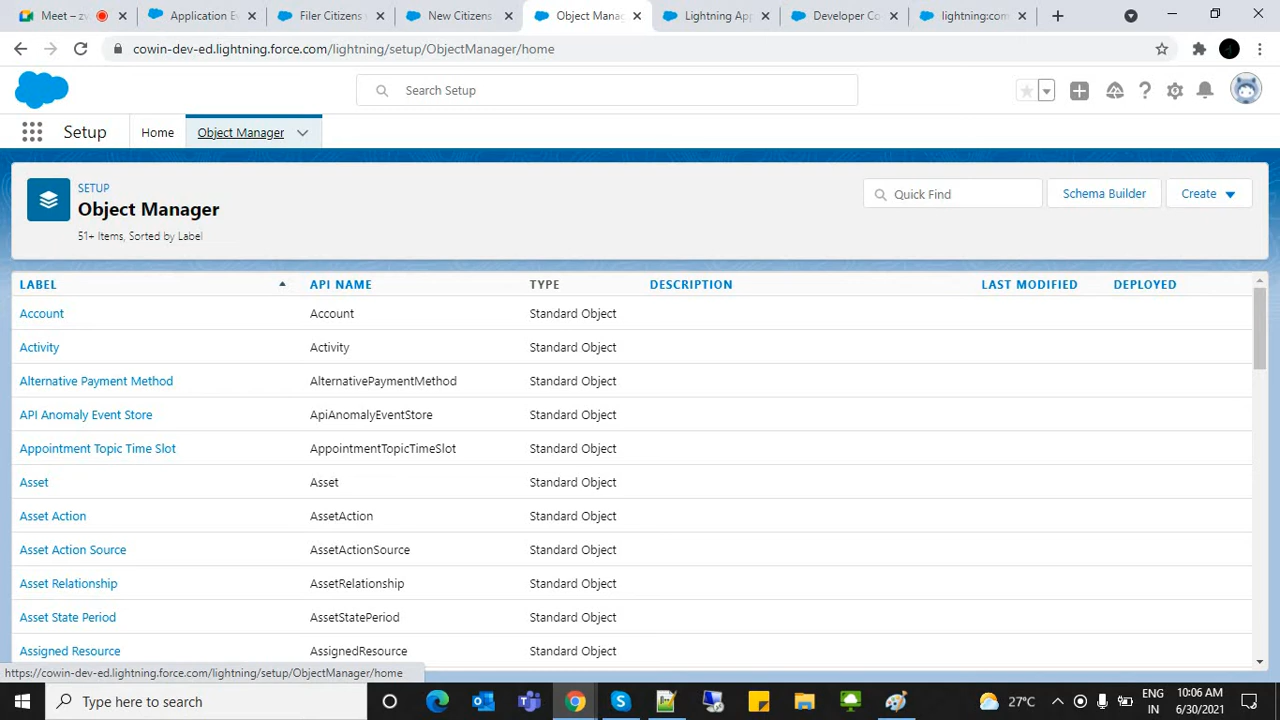 Meet – zv
Application E
Filer Citizens
New Citizens
Object Mana
Lightning Ap
Developer Co
lightning:com
cowin-dev-ed.lightning.force.com/lightning/setup/ObjectManager/home
Search Setup
Setup
Home
Object Manager
SETUP
Object Manager
51+ Items, Sorted by Label
Quick Find
Schema Builder
Create
LABEL API NAME TYPE DESCRIPTION LAST MODIFIED DEPLOYED
Account Account Standard Object
Activity Activity Standard Object
Alternative Payment Method AlternativePaymentMethod Standard Object
API Anomaly Event Store ApiAnomalyEventStore Standard Object
Appointment Topic Time Slot AppointmentTopicTimeSlot Standard Object
Asset Asset Standard Object
Asset Action AssetAction Standard Object
Asset Action Source AssetActionSource Standard Object
Asset Relationship AssetRelationship Standard Object
Asset State Period AssetStatePeriod Standard Object
Assigned Resource AssignedResource Standard Object
https://cowin-dev-ed.lightning.force.com/lightning/setup/ObjectManager/home
Type here to search
27°C
ENG
IN
10:06 AM
6/30/2021